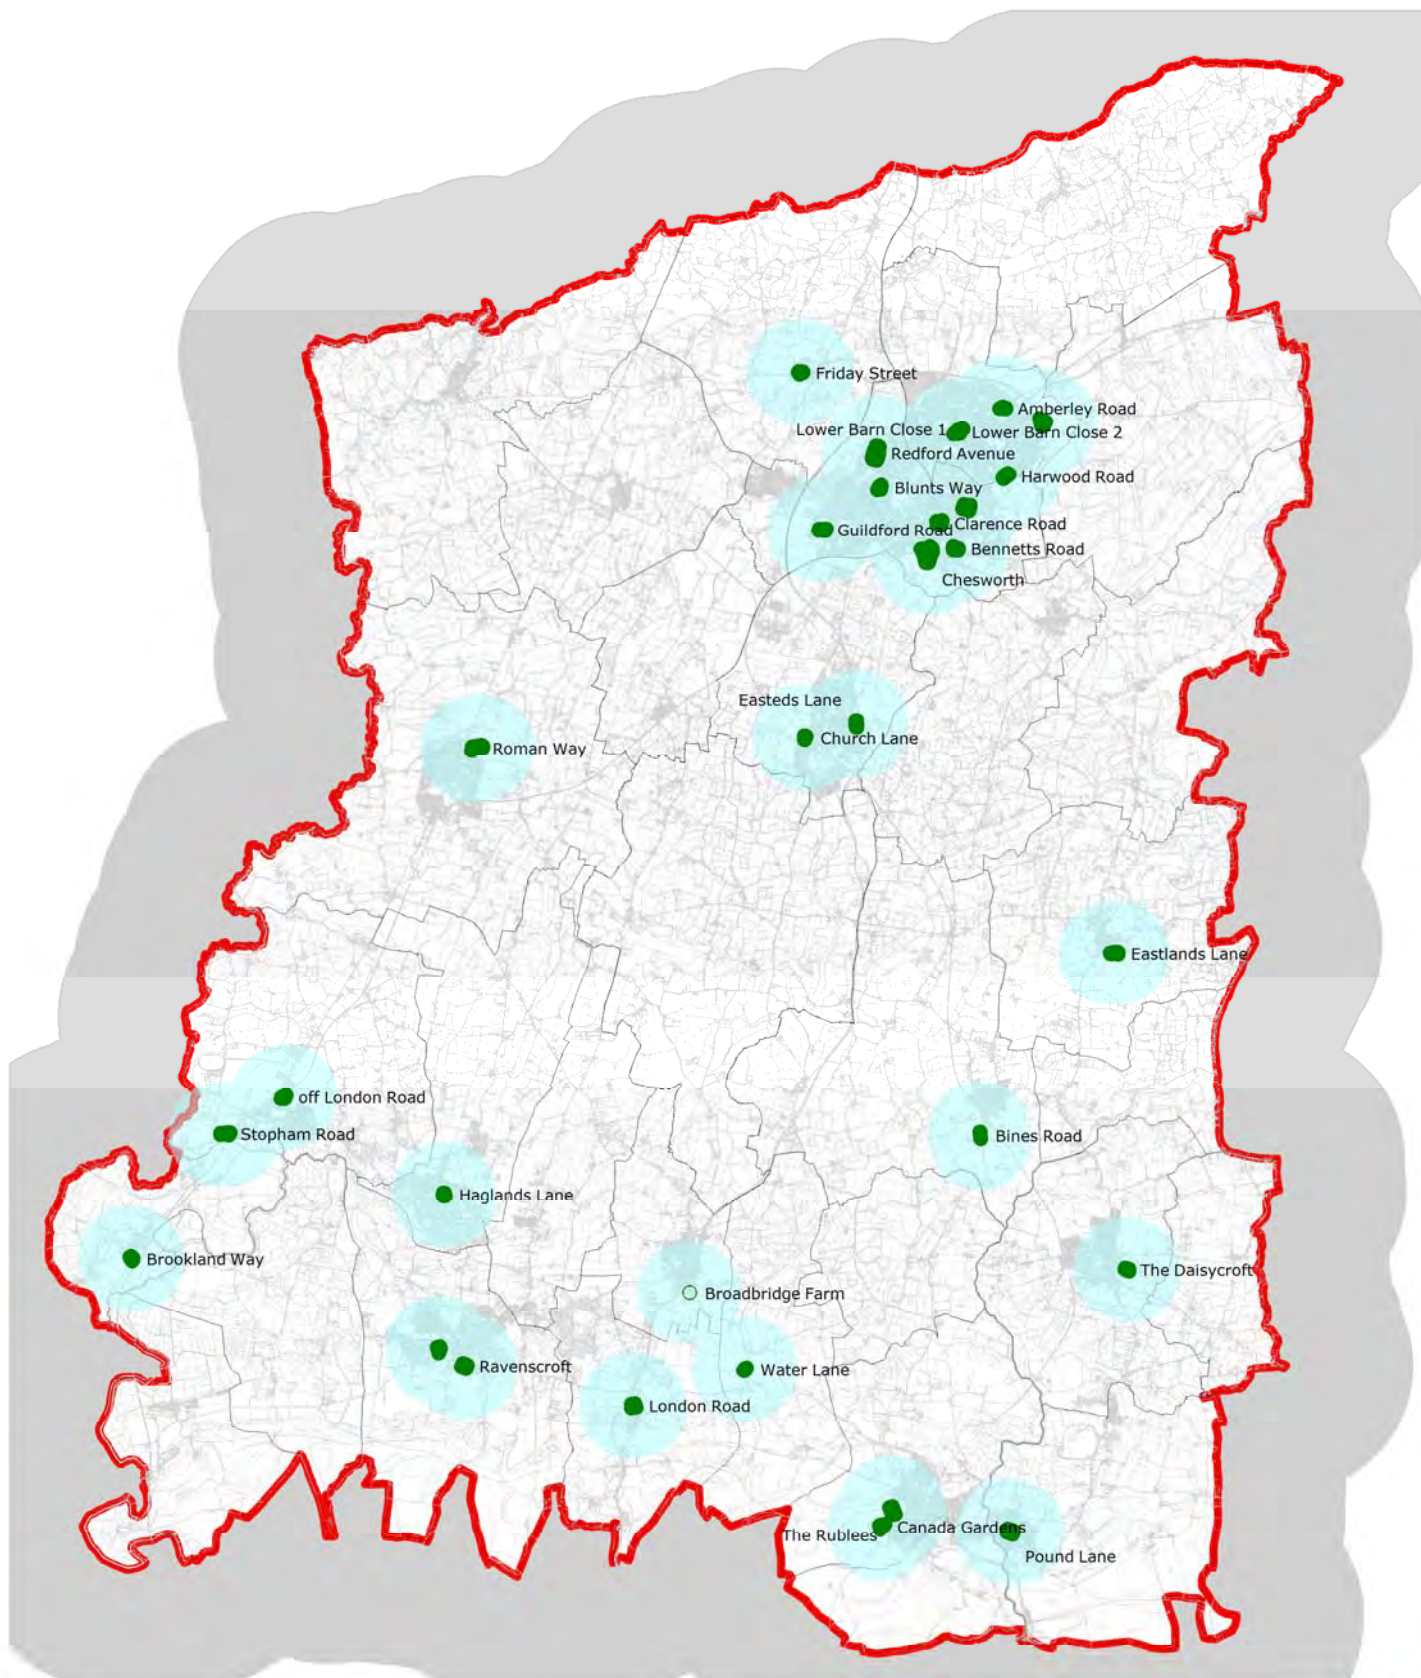 Friday Street
Amberley Road
Lower Barn Close 1
Lower Barn Close 2
Redford Avenue
Harwood Road
Blunts Way
Clarence Road
Guildford Road
Bennetts Road
Chesworth
Easteds Lane
Church Lane
Roman Way
Eastlands Lane
off London Road
Stopham Road
Bines Road
Haglands Lane
Brookland Way
The Daisycroft
Broadbridge Farm
Ravenscroft
Water Lane
London Road
Canada Gardens
The Rublees
Pound Lane